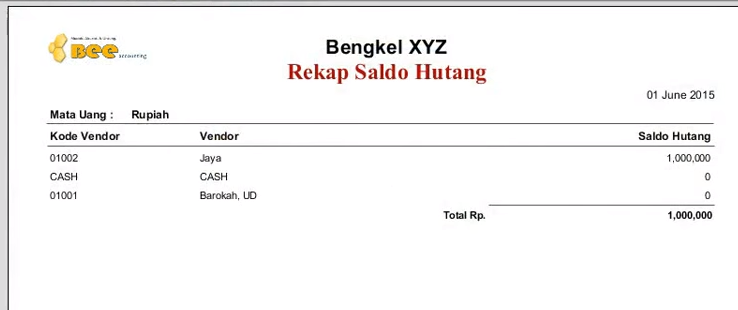 Bee accounting
Bengkel XYZ
Rekap Saldo Hutang
01 June 2015
Mata Uang : Rupiah
Kode Vendor Vendor Saldo Hutang
01002 Jaya 1,000,000
CASH CASH 0
01001 Barokah, UD 0
Total Rp. 1,000,000